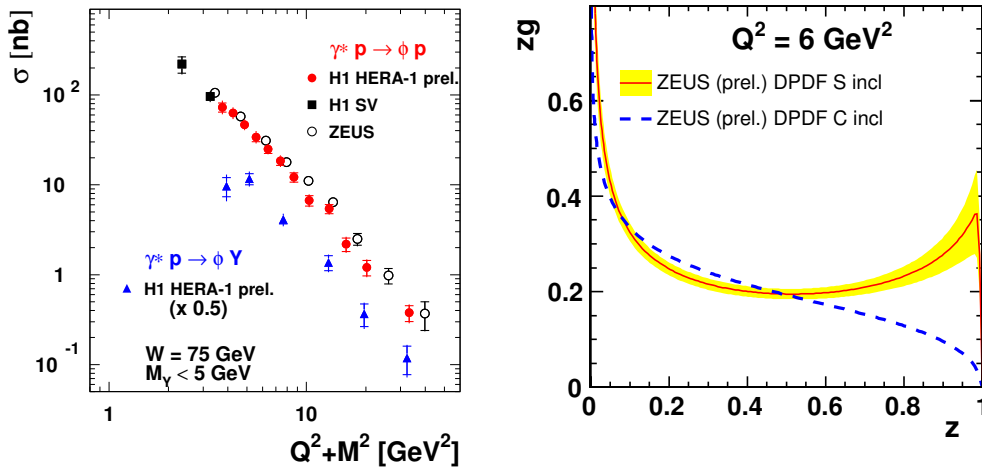 σ [nb]
10²
10
1
10⁻¹
γ* p → φ p
H1 HERA-1 prel.
H1 SV
ZEUS
γ* p → φ Y
H1 HERA-1 prel.
(x 0.5)
W = 75 GeV
M_Y < 5 GeV
1
10
Q²+M² [GeV²]
zg
Q² = 6 GeV²
ZEUS (prel.) DPDF S incl
ZEUS (prel.) DPDF C incl
0.6
0.4
0.2
0
0 0.2 0.4 0.6 0.8 1
z